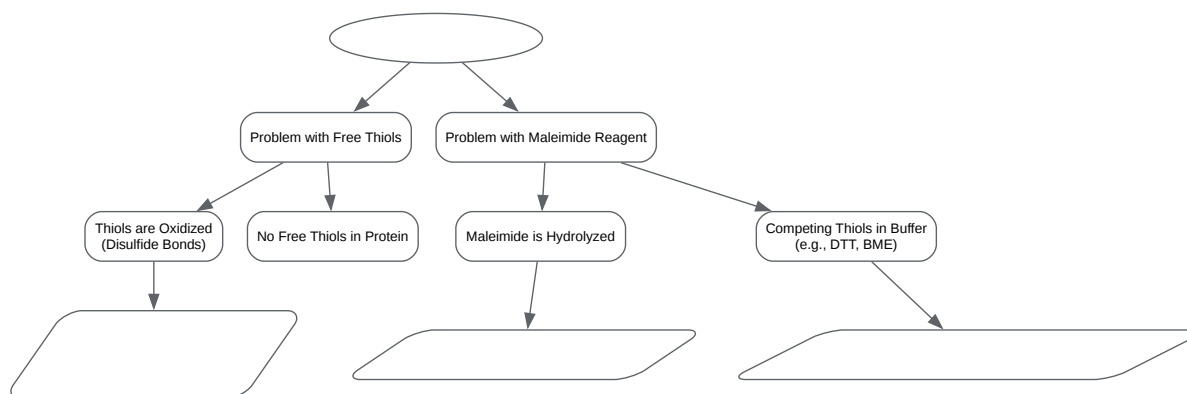 Problem with Free Thiols
Problem with Maleimide Reagent
Thiols are Oxidized
(Disulfide Bonds)
No Free Thiols in Protein
Maleimide is Hydrolyzed
Competing Thiols in Buffer
(e.g., DTT, BME)